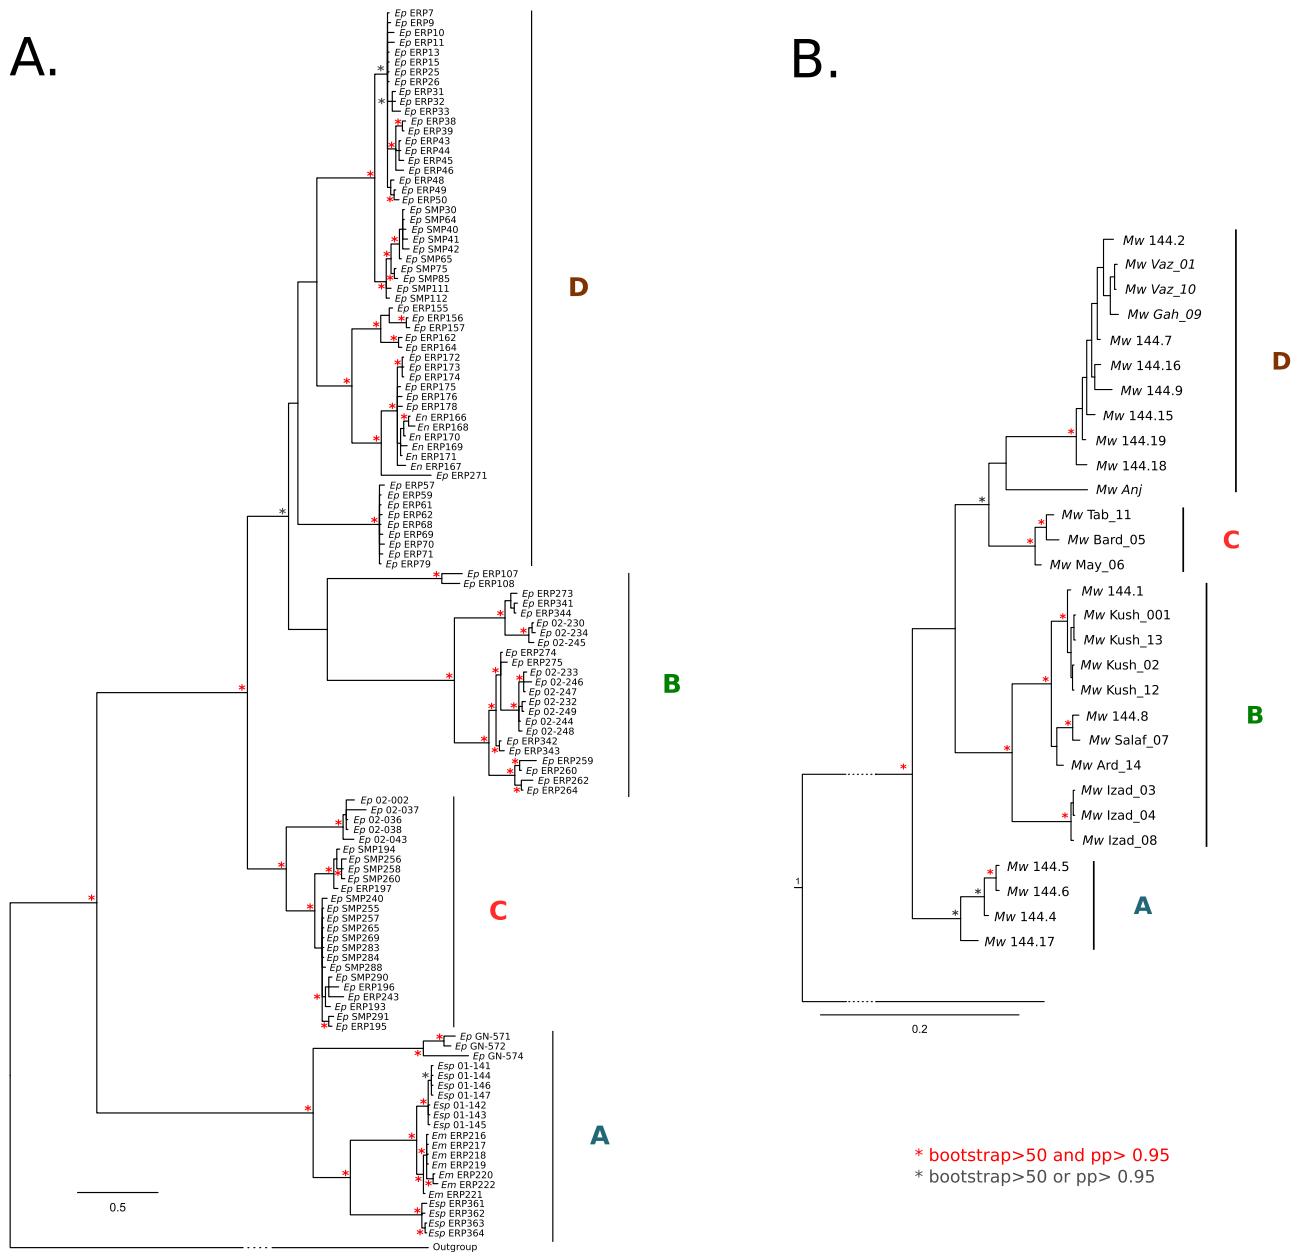 A.
Ep ERP7
Ep ERP9
Ep ERP10
Ep ERP11
Ep ERP13
Ep ERP15
Ep ERP25
Ep ERP26
Ep ERP31
Ep ERP32
Ep ERP33
Ep ERP38
Ep ERP39
Ep ERP43
Ep ERP44
Ep ERP45
Ep ERP46
Ep ERP48
Ep ERP49
Ep ERP50
Ep SMP30
Ep SMP64
Ep SMP40
Ep SMP41
Ep SMP42
Ep SMP65
Ep SMP75
Ep SMP85
Ep SMP111
Ep SMP112
Ep ERP155
Ep ERP156
Ep ERP157
Ep ERP162
Ep ERP164
Ep ERP172
Ep ERP173
Ep ERP174
Ep ERP175
Ep ERP176
Ep ERP178
En ERP166
En ERP168
En ERP170
En ERP169
En ERP171
En ERP167
Ep ERP271
Ep ERP57
Ep ERP59
Ep ERP61
Ep ERP62
Ep ERP68
Ep ERP69
Ep ERP70
Ep ERP71
Ep ERP79
D
Ep ERP107
Ep ERP108
Ep ERP273
Ep ERP341
Ep ERP344
Ep 02-230
Ep 02-234
Ep 02-245
Ep ERP274
Ep ERP275
Ep 02-233
Ep 02-246
Ep 02-247
Ep 02-232
Ep 02-249
Ep 02-244
Ep 02-248
Ep ERP342
Ep ERP343
Ep ERP259
Ep ERP260
Ep ERP262
Ep ERP264
B
Ep 02-002
Ep 02-037
Ep 02-036
Ep 02-038
Ep 02-043
Ep SMP194
Ep SMP256
Ep SMP258
Ep SMP260
Ep ERP197
Ep SMP240
Ep SMP255
Ep SMP257
Ep SMP265
Ep SMP269
Ep SMP283
Ep SMP284
Ep SMP288
Ep SMP290
Ep ERP196
Ep ERP243
Ep ERP193
Ep SMP291
Ep ERP195
C
Ep GN-571
Ep GN-572
Ep GN-574
Esp 01-141
Esp 01-144
Esp 01-146
Esp 01-147
Esp 01-142
Esp 01-143
Esp 01-145
Em ERP216
Em ERP217
Em ERP218
Em ERP219
Em ERP220
Em ERP222
Em ERP221
Esp ERP361
Esp ERP362
Esp ERP363
Esp ERP364
A
Outgroup
0.5
B.
Mw 144.2
Mw Vaz_01
Mw Vaz_10
Mw Gah_09
Mw 144.7
Mw 144.16
Mw 144.9
Mw 144.15
Mw 144.19
Mw 144.18
Mw Anj
D
Mw Tab_11
Mw Bard_05
Mw May_06
C
Mw 144.1
Mw Kush_001
Mw Kush_13
Mw Kush_02
Mw Kush_12
Mw 144.8
Mw Salaf_07
Mw Ard_14
Mw Izad_03
Mw Izad_04
Mw Izad_08
B
Mw 144.5
Mw 144.6
Mw 144.4
Mw 144.17
A
1
0.2
* bootstrap>50 and pp> 0.95
* bootstrap>50 or pp> 0.95